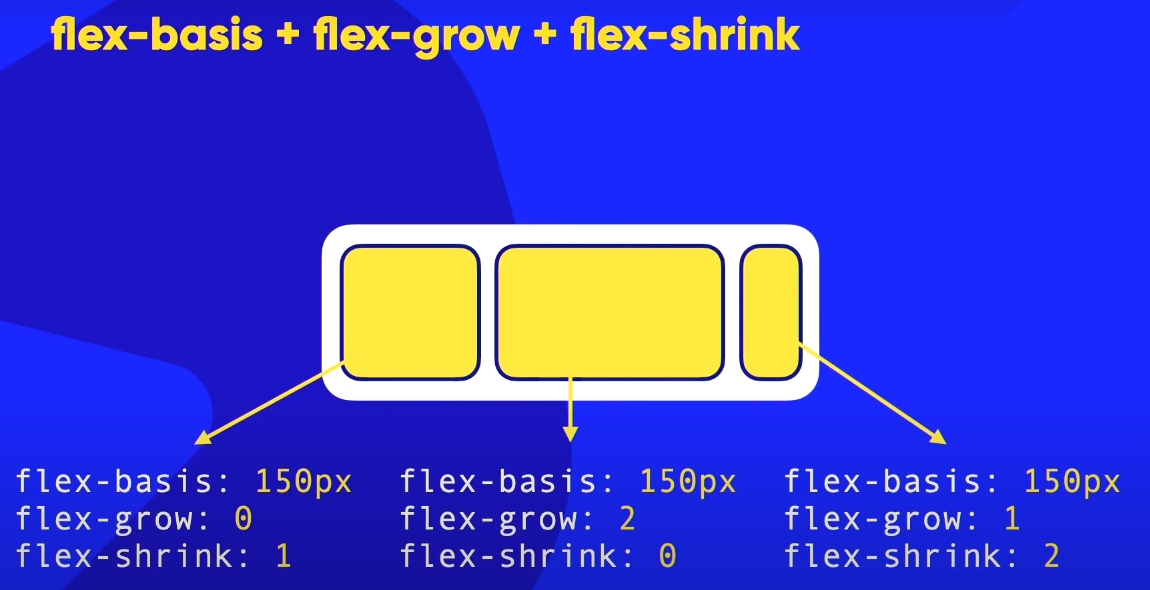 flex-basis + flex-grow + flex-shrink
flex-basis: 150px
flex-grow: 0
flex-shrink: 1
flex-basis: 150px
flex-grow: 2
flex-shrink: 0
flex-basis: 150px
flex-grow: 1
flex-shrink: 2